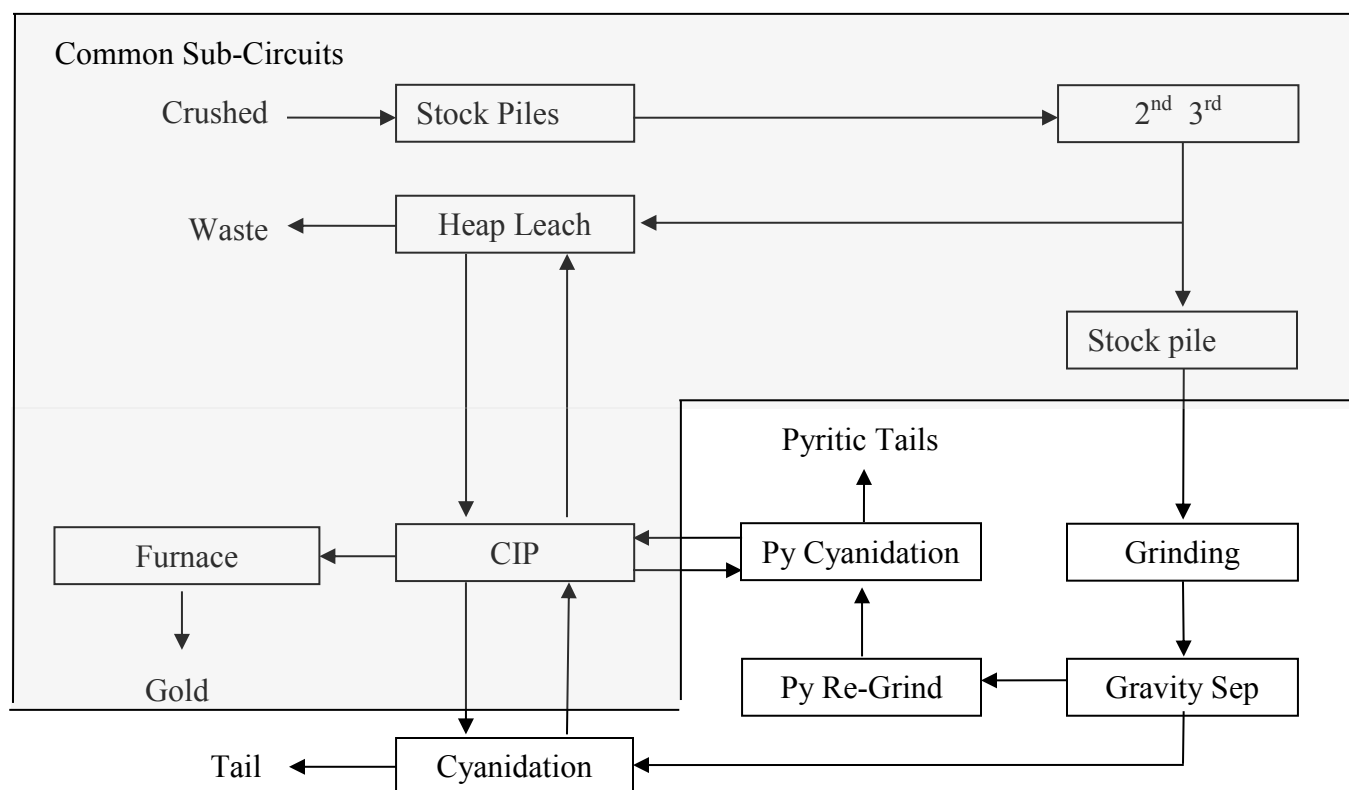 Common Sub-Circuits
Crushed
Stock Piles
2nd 3rd
Waste
Heap Leach
Stock pile
Pyritic Tails
Furnace
CIP
Py Cyanidation
Grinding
Gold
Py Re-Grind
Gravity Sep
Tail
Cyanidation